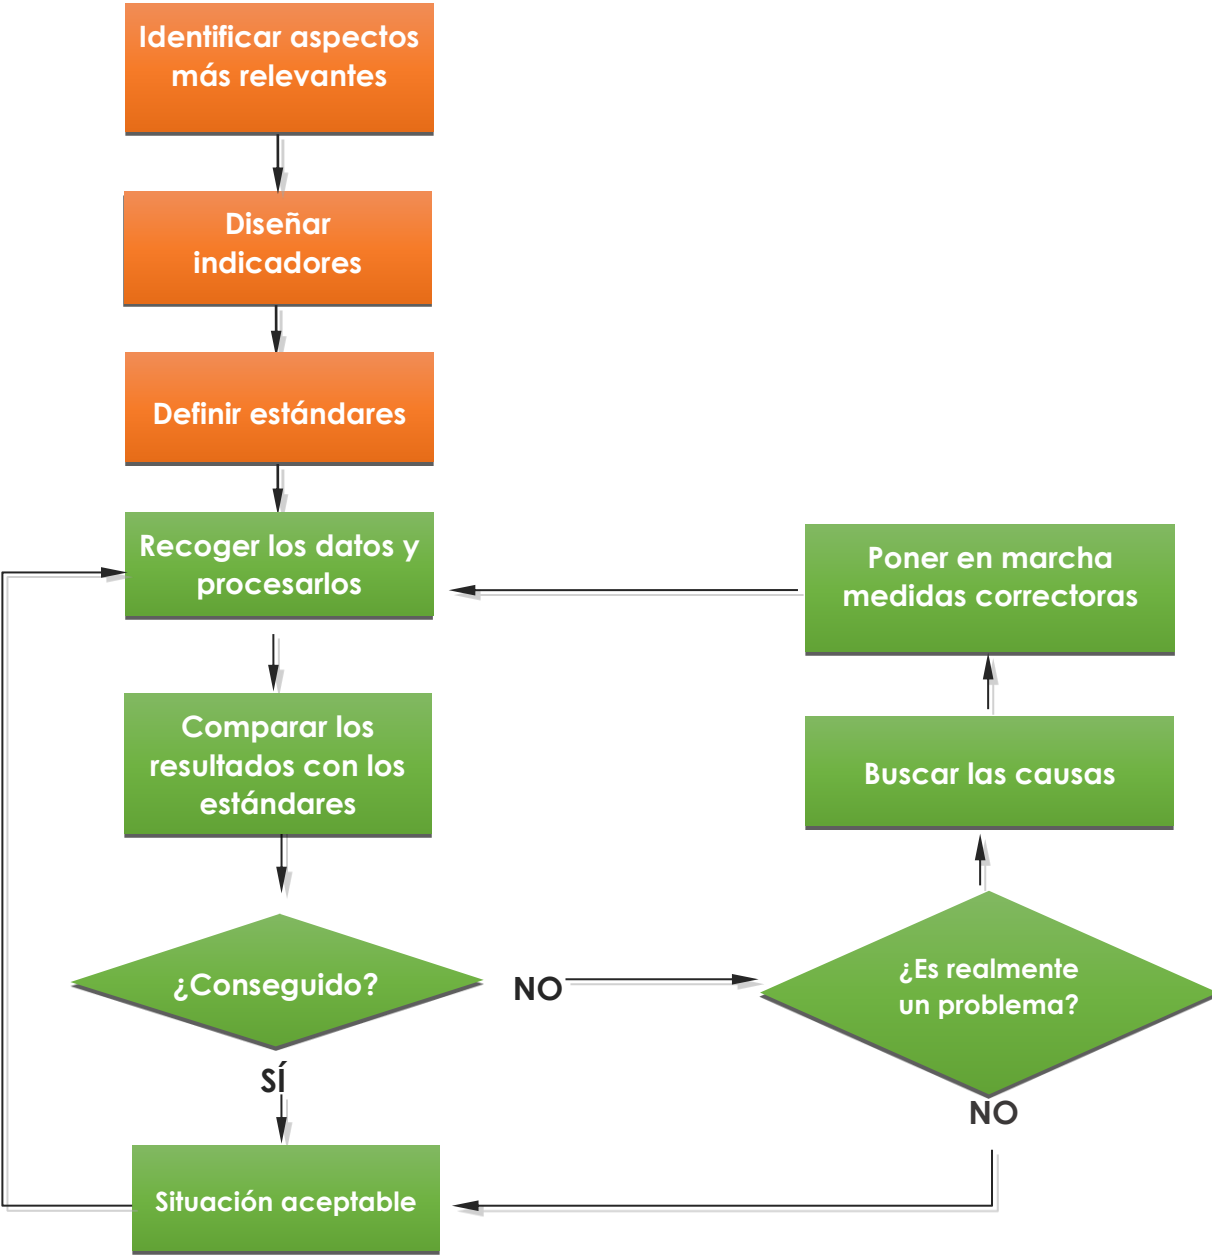 Identificar aspectos
más relevantes
Diseñar
indicadores
Definir estándares
Recoger los datos y
procesarlos
Comparar los
resultados con los
estándares
¿Conseguido?
NO
SÍ
Situación aceptable
¿Es realmente
un problema?
NO
Buscar las causas
Poner en marcha
medidas correctoras